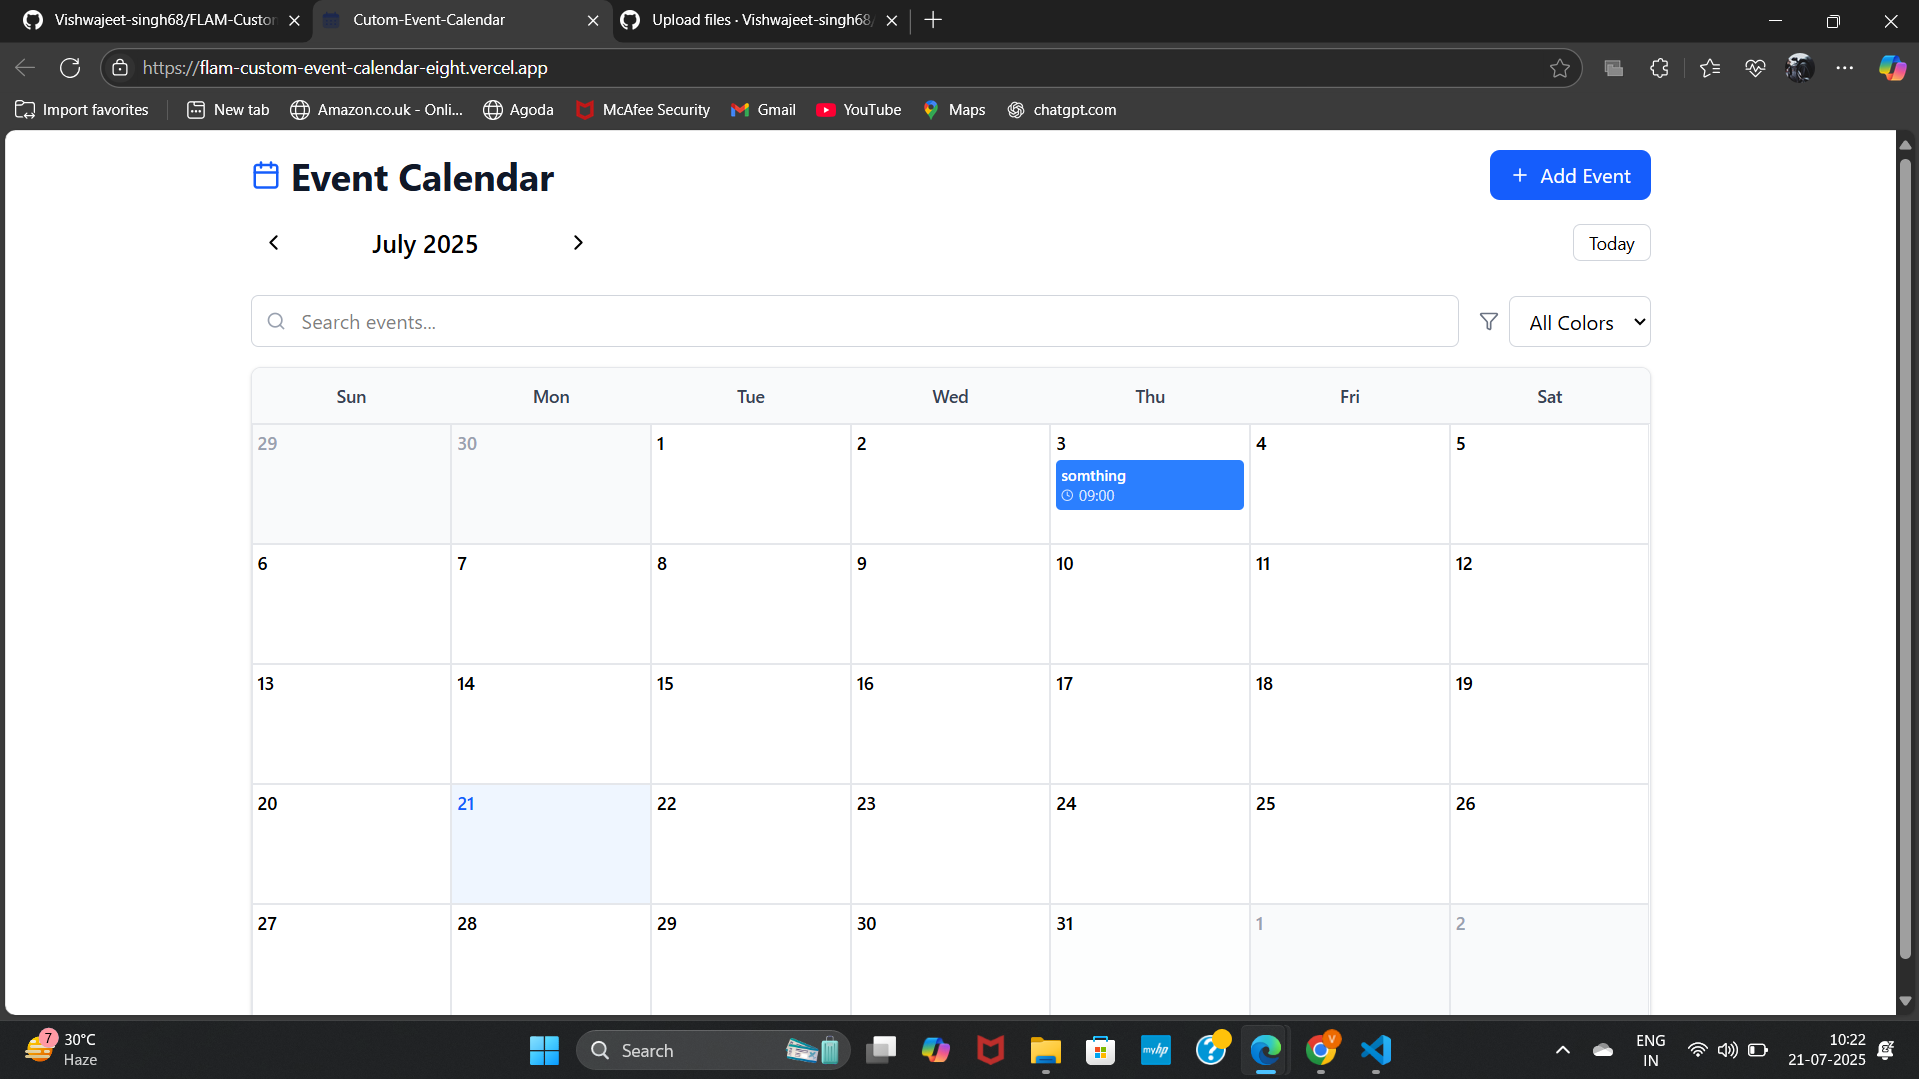 Vishwajeet-singh68/FLAM-Custon
Cutom-Event-Calendar
Upload files · Vishwajeet-singh68/
https://flam-custom-event-calendar-eight.vercel.app
Import favorites
New tab
Amazon.co.uk - Onli...
Agoda
McAfee Security
Gmail
YouTube
Maps
chatgpt.com
Event Calendar
+ Add Event
July 2025
Today
Search events...
All Colors
Sun Mon Tue Wed Thu Fri Sat
29 30 1 2 3 4 5
somthing
09:00
6 7 8 9 10 11 12
13 14 15 16 17 18 19
20 21 22 23 24 25 26
27 28 29 30 31 1 2
7
30°C
Haze
Search
myhp
V
ENG
IN
10:22
21-07-2025